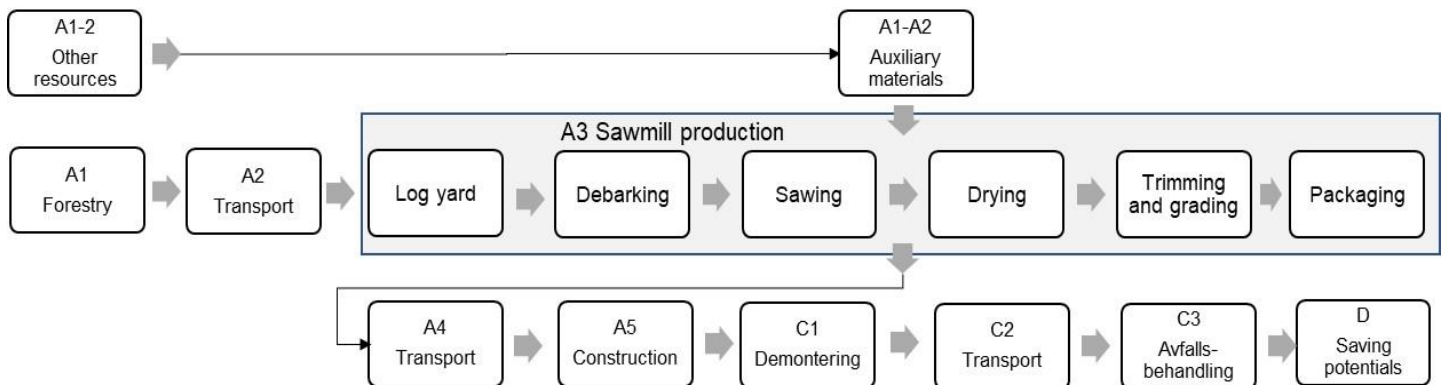 A1-2
Other
resources
A1-A2
Auxiliary
materials
A3 Sawmill production
A1
Forestry
A2
Transport
Log yard
Debarking
Sawing
Drying
Trimming
and grading
Packaging
A4
Transport
A5
Construction
C1
Demontering
C2
Transport
C3
Avfalls-
behandling
D
Saving
potentials